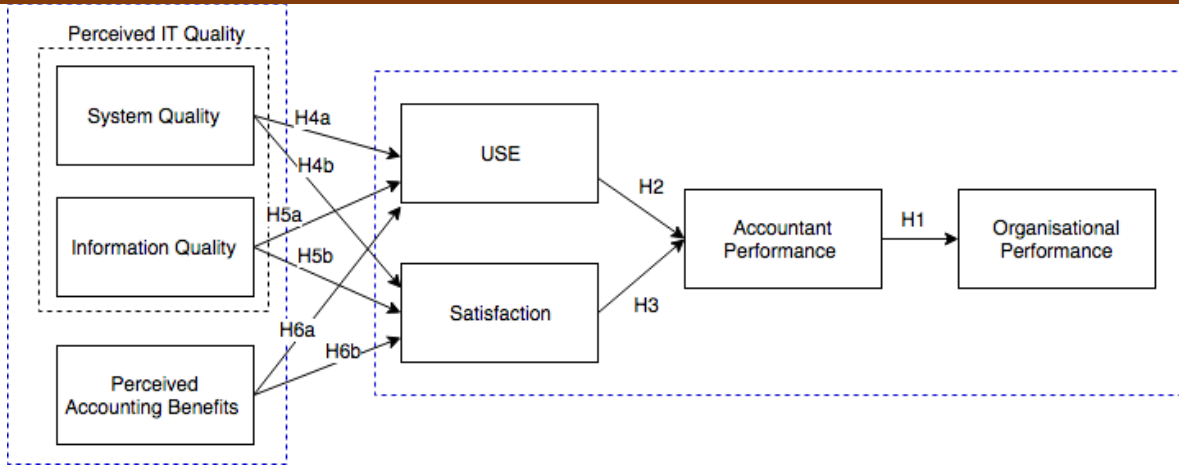 Perceived IT Quality
System Quality
Information Quality
Perceived
Accounting Benefits
H4a
H4b
H5a
H5b
H6a
H6b
USE
Satisfaction
H2
H3
Accountant
Performance
H1
Organisational
Performance